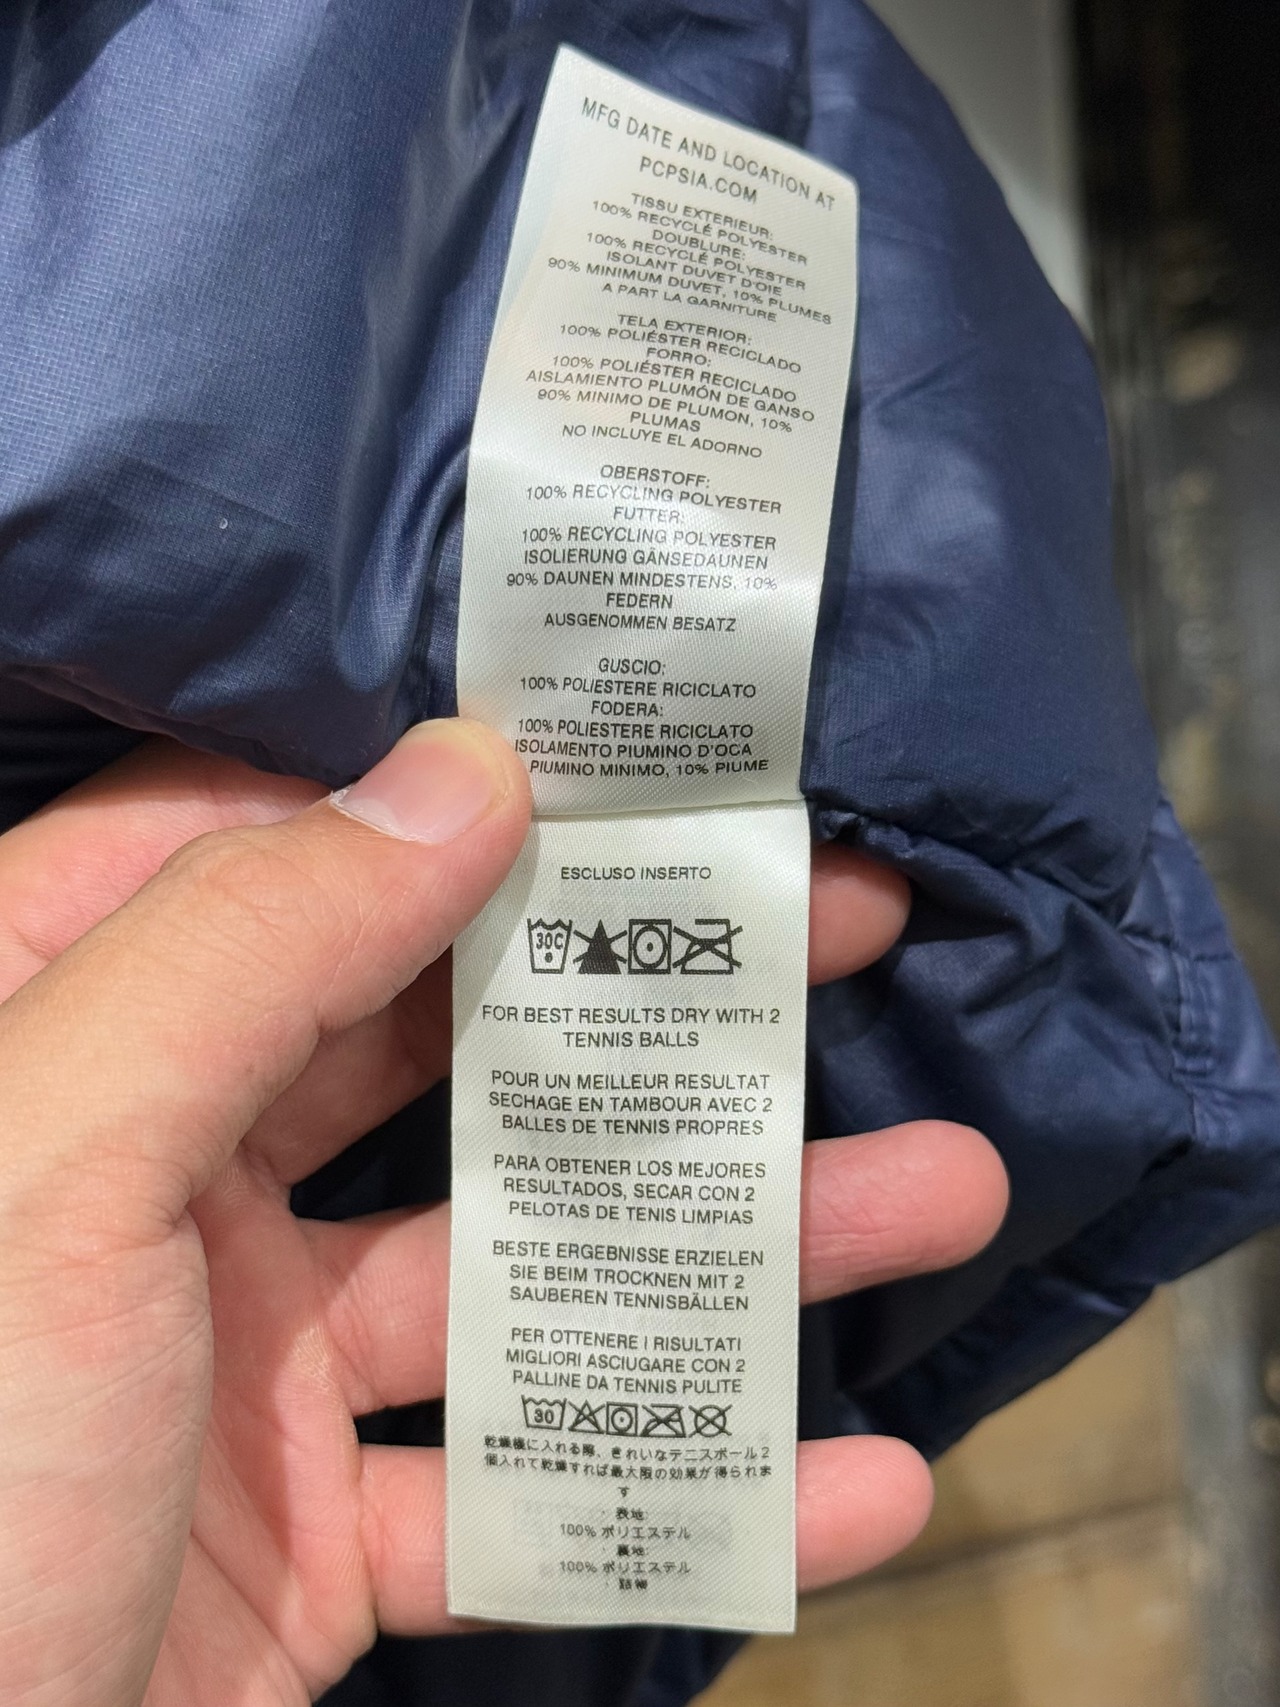 MFG DATE AND LOCATION AT
PCPSIA.COM
TISSU EXTERIEUR:
100% RECYCLÉ POLYESTER
DOUBLURE:
100% RECYCLÉ POLYESTER
ISOLANT DUVET D'OIE
90% MINIMUM DUVET, 10% PLUMES
A PART LA GARNITURE
TELA EXTERIOR:
100% POLIÉSTER RECICLADO
FORRO:
100% POLIÉSTER RECICLADO
AISLAMIENTO PLUMÓN DE GANSO
90% MINIMO DE PLUMON, 10%
PLUMAS
NO INCLUYE EL ADORNO
OBERSTOFF:
100% RECYCLING POLYESTER
FUTTER:
100% RECYCLING POLYESTER
ISOLIERUNG GÄNSEDAUNEN
90% DAUNEN MINDESTENS, 10%
FEDERN
AUSGENOMMEN BESATZ
GUSCIO:
100% POLIESTERE RICICLATO
FODERA:
100% POLIESTERE RICICLATO
ISOLAMENTO PIUMINO D'OCA
PIUMINO MINIMO, 10% PIUME
ESCLUSO INSERTO
30C
FOR BEST RESULTS DRY WITH 2
TENNIS BALLS
POUR UN MEILLEUR RESULTAT
SECHAGE EN TAMBOUR AVEC 2
BALLES DE TENNIS PROPRES
PARA OBTENER LOS MEJORES
RESULTADOS, SECAR CON 2
PELOTAS DE TENIS LIMPIAS
BESTE ERGEBNISSE ERZIELEN
SIE BEIM TROCKNEN MIT 2
SAUBEREN TENNISBÄLLEN
PER OTTENERE I RISULTATI
MIGLIORI ASCIUGARE CON 2
PALLINE DA TENNIS PULITE
30
乾燥機に入れる際、きれいなテニスボール2
個入れて乾燥すれば最大限の効果が得られま
す
・表地:
100% ポリエステル
・裏地:
100% ポリエステル
・詰物